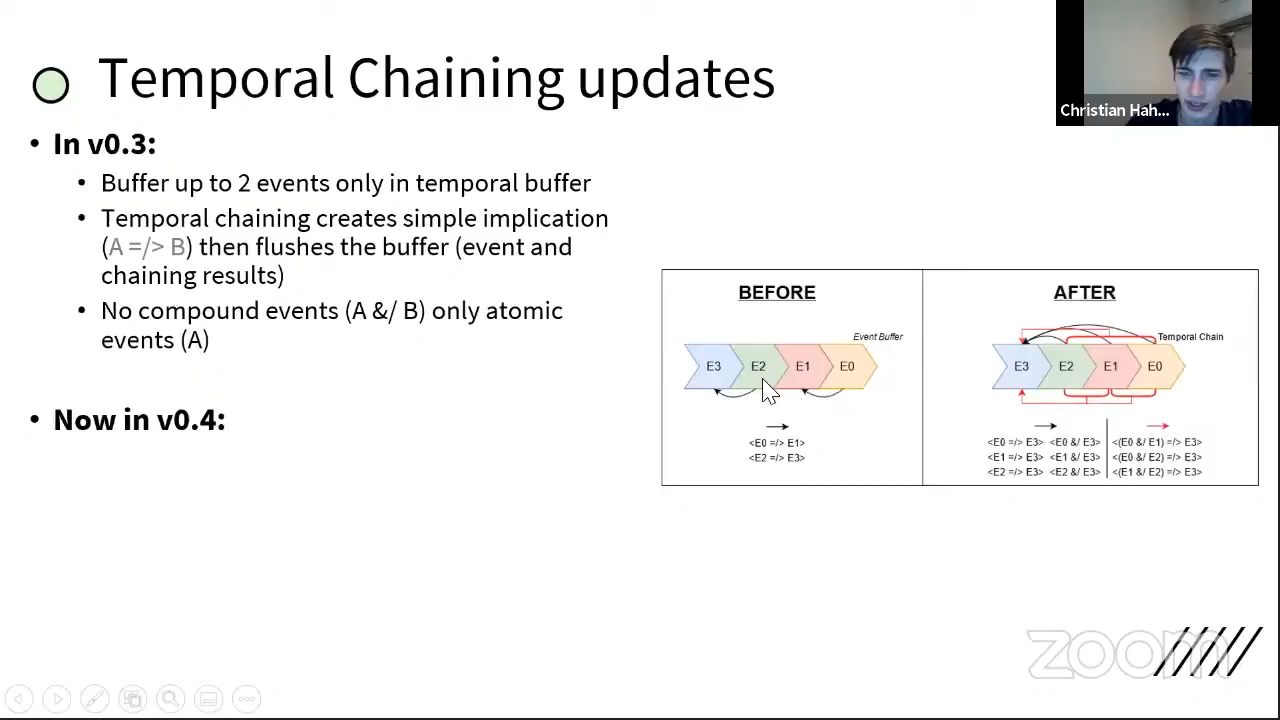 Temporal Chaining updates
Christian Hah...
• In v0.3:
• Buffer up to 2 events only in temporal buffer
• Temporal chaining creates simple implication
(A =/> B) then flushes the buffer (event and
chaining results)
• No compound events (A &/ B) only atomic
events (A)
• Now in v0.4:
BEFORE
Event Buffer
E3 E2 E1 E0
<E0 =/> E1>
<E2 =/> E3>
AFTER
Temporal Chain
E3 E2 E1 E0
<E0 =/> E3> <E0 &/ E3> <(E0 &/ E1) =/> E3>
<E1 =/> E3> <E1 &/ E3> <(E0 &/ E2) =/> E3>
<E2 =/> E3> <E2 &/ E3> <(E1 &/ E2) =/> E3>
zoom